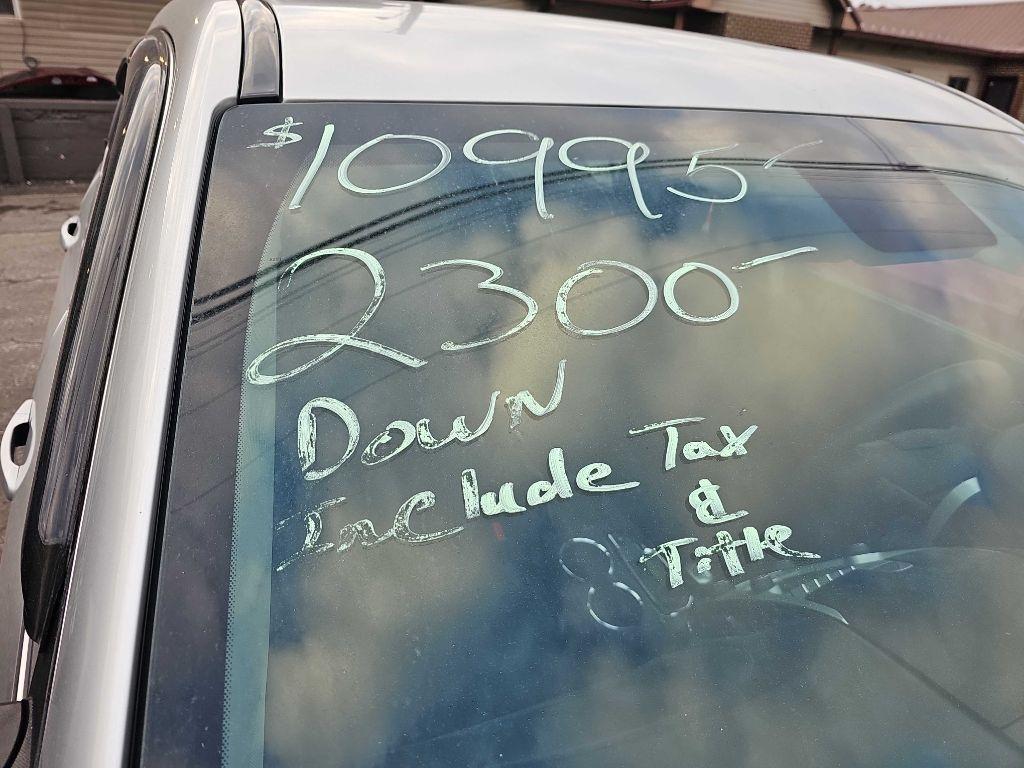 $10995-
2300-
Down
Include Tax
&
Title